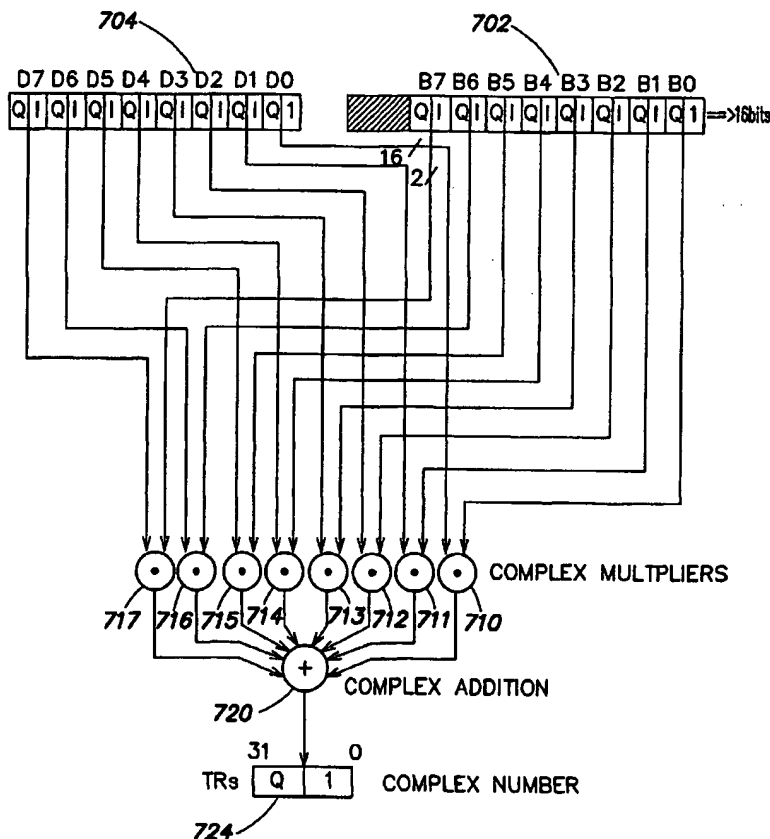 704 702
D7 D6 D5 D4 D3 D2 D1 D0 B7 B6 B5 B4 B3 B2 B1 B0
Q I Q I Q I Q I Q I Q I Q I Q 1 Q I Q I Q I Q I Q I Q I Q I Q 1 ==>16bits
16
2
COMPLEX MULTPLIERS
717 716 715 714 713 712 711 710
+
COMPLEX ADDITION
720
31 0
TRs Q 1 COMPLEX NUMBER
724